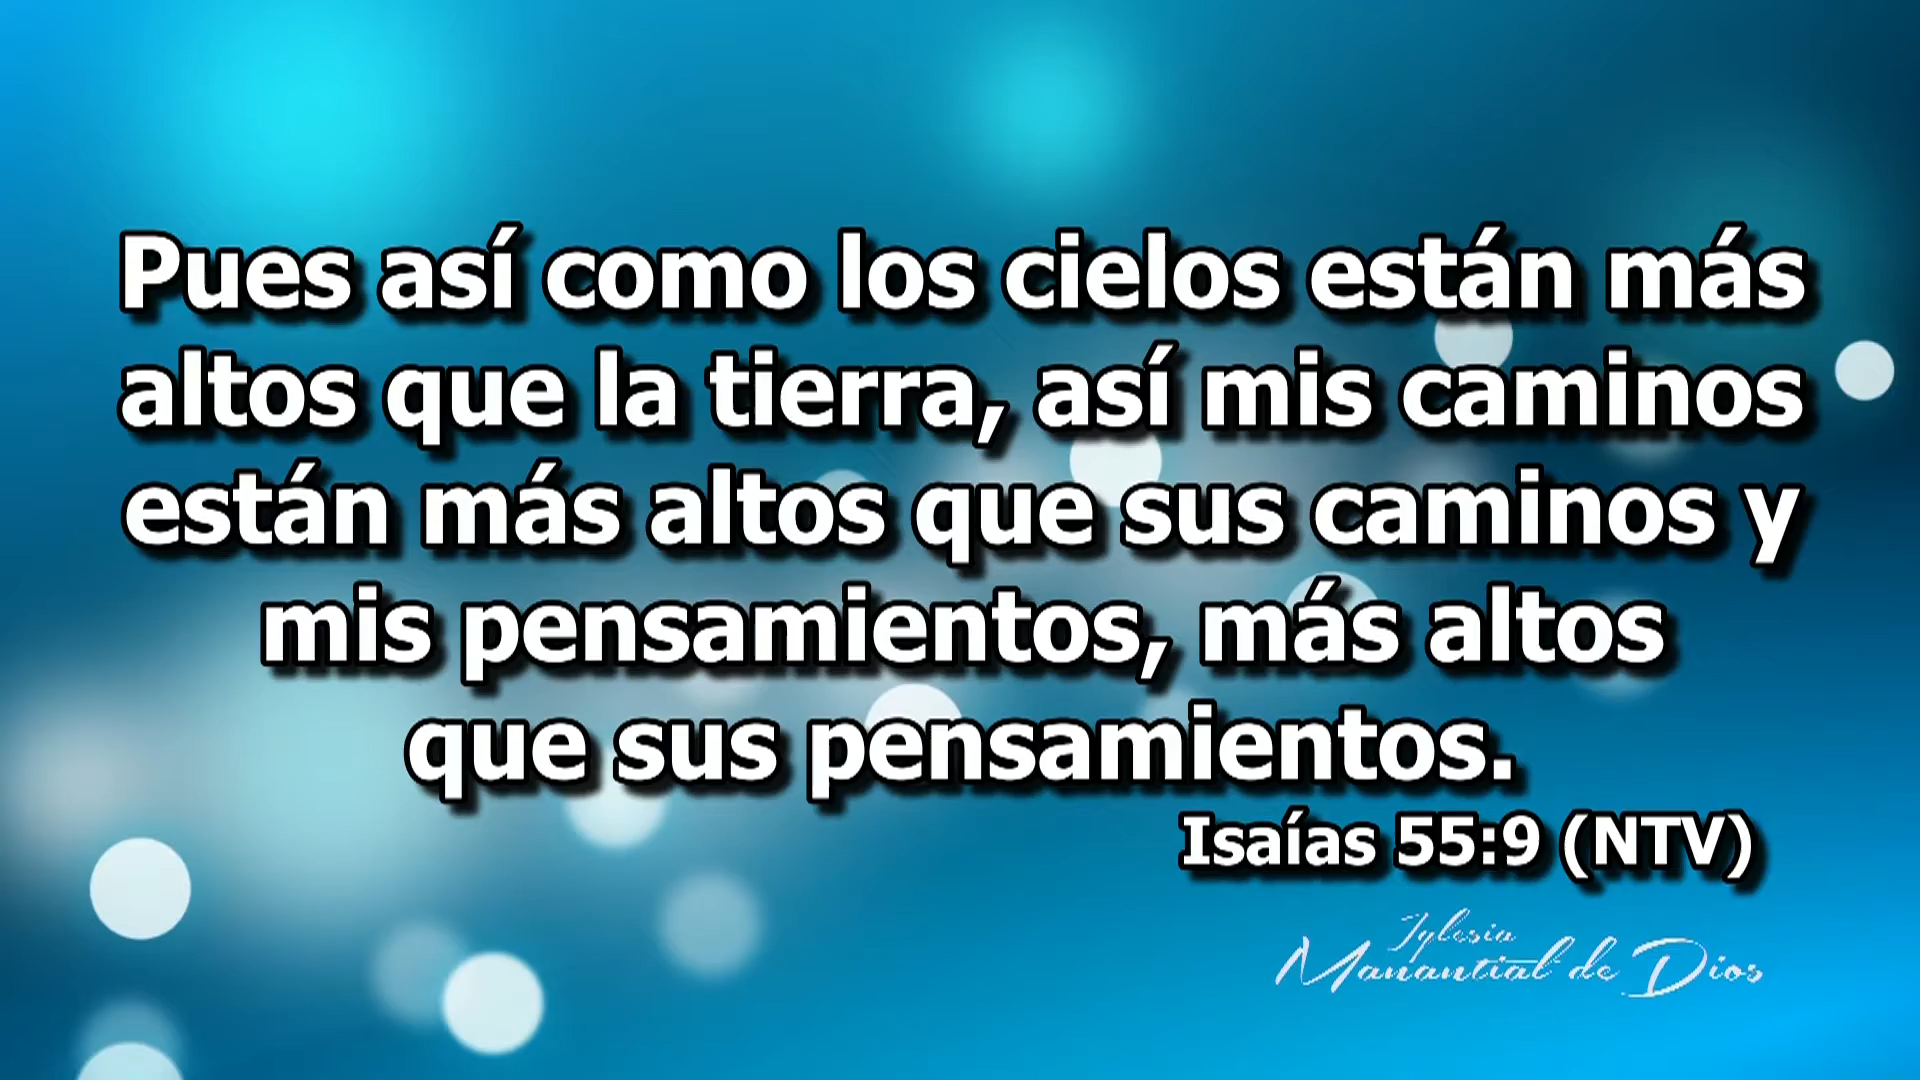 Pues así como los cielos están más
altos que la tierra, así mis caminos
están más altos que sus caminos y
mis pensamientos, más altos
que sus pensamientos.
Isaías 55:9 (NTV)
Iglesia
Manantial de Dios